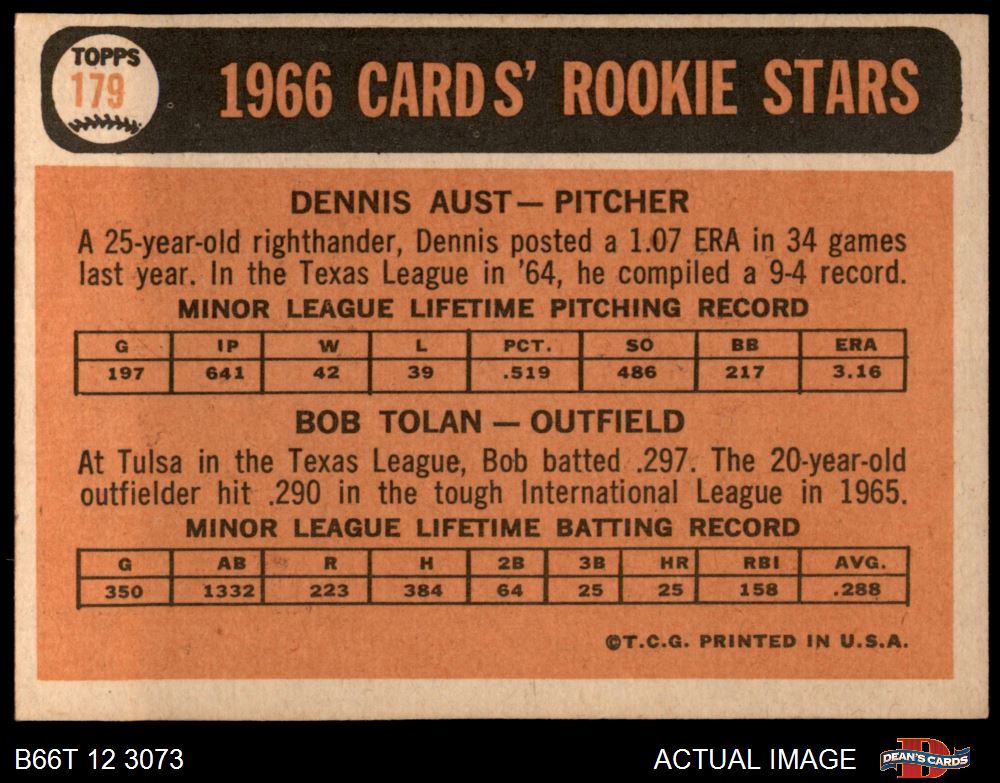 TOPPS
179
1966 CARDS' ROOKIE STARS
DENNIS AUST — PITCHER
A 25-year-old righthander, Dennis posted a 1.07 ERA in 34 games
last year. In the Texas League in '64, he compiled a 9-4 record.
MINOR LEAGUE LIFETIME PITCHING RECORD
G IP W L PCT. SO BB ERA
197 641 42 39 .519 486 217 3.16
BOB TOLAN — OUTFIELD
At Tulsa in the Texas League, Bob batted .297. The 20-year-old
outfielder hit .290 in the tough International League in 1965.
MINOR LEAGUE LIFETIME BATTING RECORD
G AB R H 2B 3B HR RBI AVG.
350 1332 223 384 64 25 25 158 .288
©T.C.G. PRINTED IN U.S.A.
B66T 12 3073 ACTUAL IMAGE DEAN'S CARDS